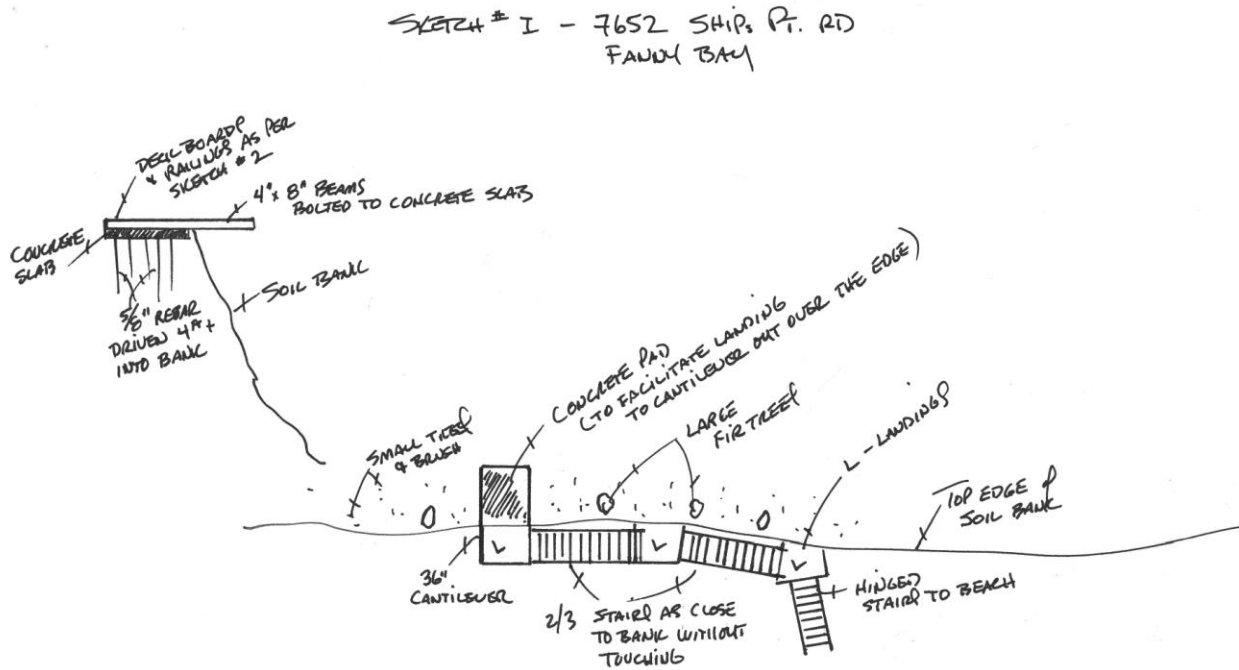 SKETCH # I - 7652 SHIPS PT. RD
FANNY BAY
DECK BOARDS
& RAILINGS AS PER
SKETCH # 2
4" x 8" BEAMS
BOLTED TO CONCRETE SLAB
CONCRETE
SLAB
SOIL BANK
5/8" REBAR
DRIVEN 4 FT +
INTO BANK
CONCRETE PAD
(TO FACILITATE LANDING
TO CANTILEVER OUT OVER THE EDGE)
LARGE
FIR TREES
SMALL TREES
& BRUSH
L - LANDINGS
TOP EDGE of
SOIL BANK
L
L
L
36"
CANTILEVER
2/3 STAIRS AS CLOSE
TO BANK WITHOUT
TOUCHING
HINGED
STAIRS TO BEACH